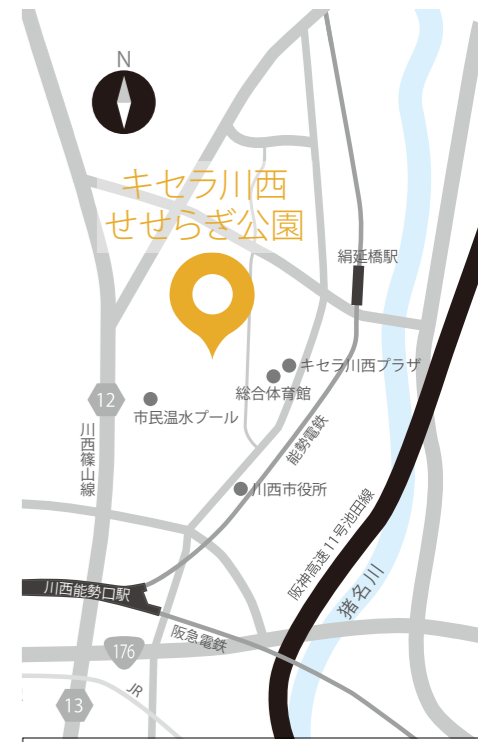 N
キセラ川西
せせらぎ公園
絹延橋駅
キセラ川西プラザ
総合体育館
12
市民温水プール
川西篠山線
能勢電鉄
川西市役所
阪神高速11号池田線
川西能勢口駅
猪名川
阪急電鉄
176
JR
13